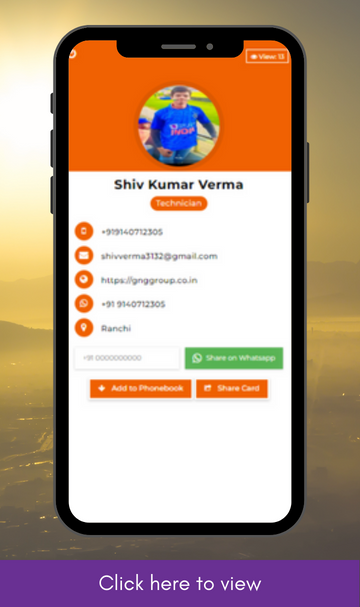 View: 13
Shiv Kumar Verma
Technician
+919140712305
shivverma3132@gmail.com
https://gnggroup.co.in
+91 9140712305
Ranchi
+91 0000000000
Share on Whatsapp
Add to Phonebook
Share Card
Click here to view